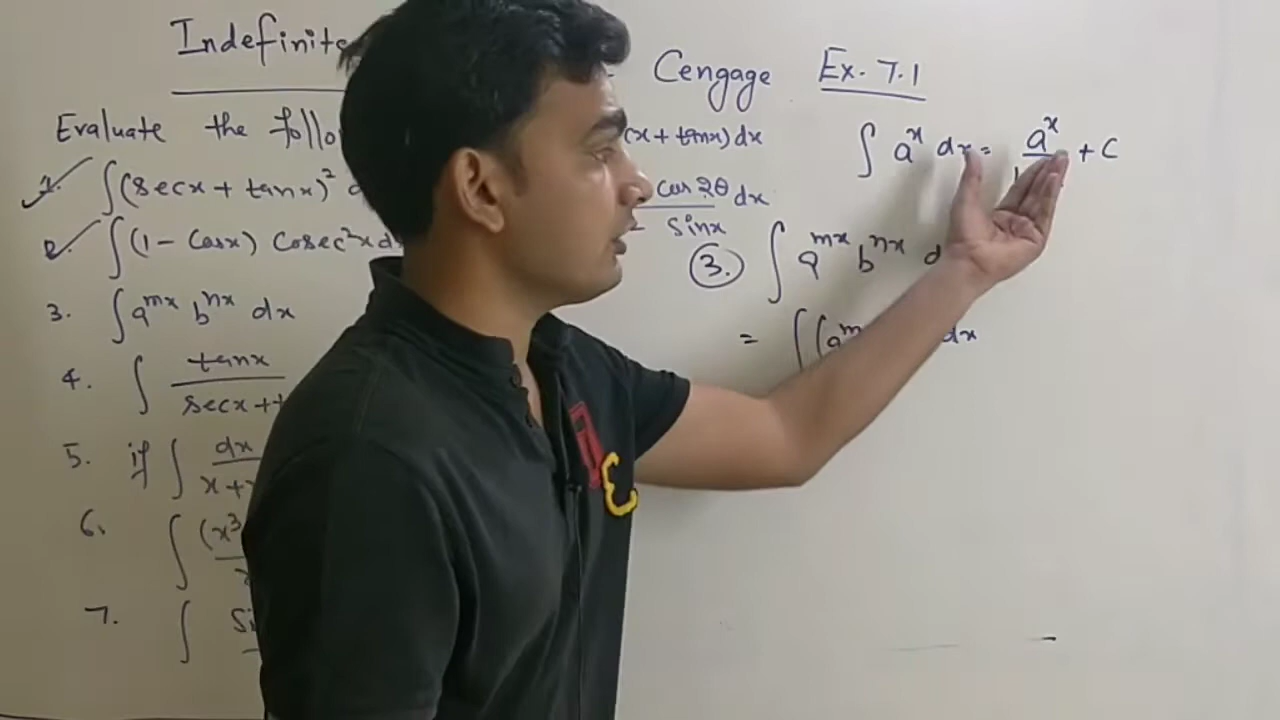 Indefinite Cengage Ex. 7.1
Evaluate the follo
1. ∫(secx + tanx)²
2. ∫(1 - Cosx) Cosec²x dx
3. ∫a^mx b^nx dx
4. ∫ tanx / secx +
5. if ∫ dx / x+
6. ∫ (x³
7. ∫ Si
(x + tanx) dx
cos 2θ / sinx dx
∫ a^x dx = a^x + C
3. ∫ a^mx b^nx d
= ∫(a^m dx